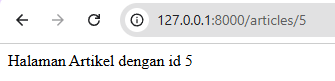 127.0.0.1:8000/articles/5
Halaman Artikel dengan id 5